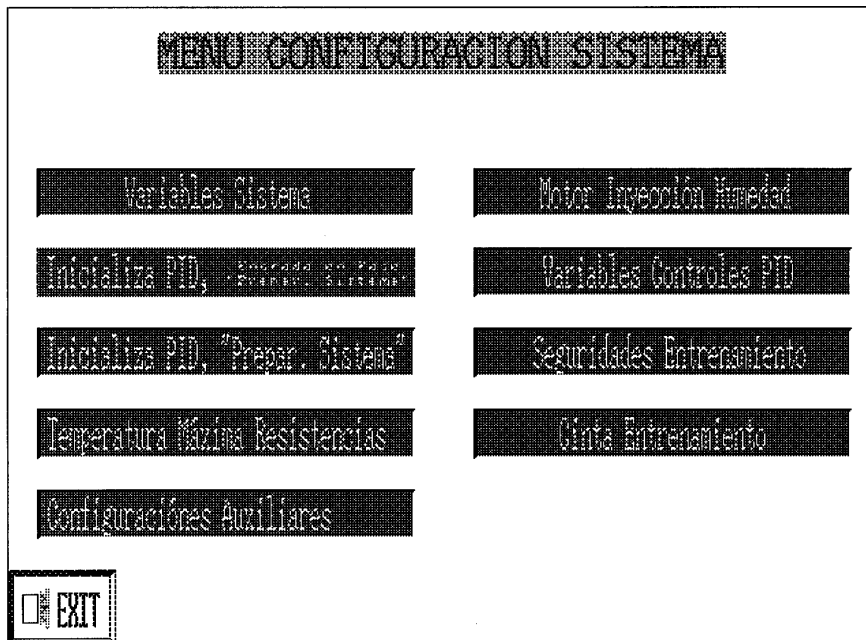 MENU CONFIGURACION SISTEMA
Variables Sistema
Inicializa PID,
Inicializa PID, "Prepar. Sistema"
Temperatura Máxima Resistencias
Configuraciónes Auxiliares
Motor Inyección Humedad
Variables Controles PID
Seguridades Entrenamiento
Cinta Entrenamiento
EXIT